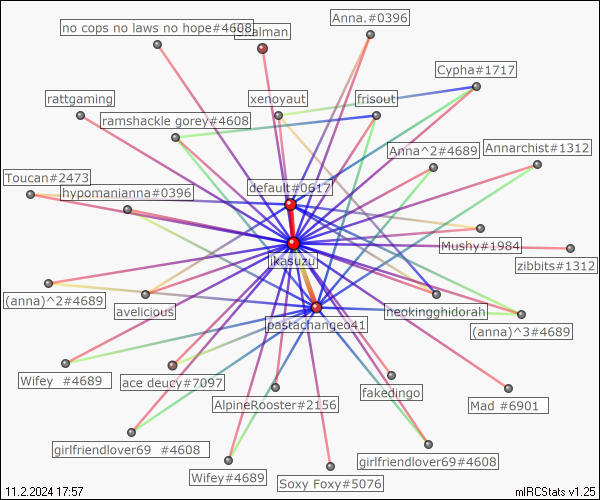 Anna.#0396
no cops no laws no hope#4608
Cypha#1717
rattgaming
xenoyaut
frisout
ramshackle gorey#4608
Anna^2#4689
Annarchist#1312
Toucan#2473
hypomanianna#0396
default#0617
Mushy#1984
ikasuzu
zibbits#1312
(anna)^2#4689
avelicious
neokingghidorah
pastachangeo41
(anna)^3#4689
Wifey  #4689
ace deucy#7097
fakedingo
AlpineRooster#2156
Mad #6901
girlfriendlover69  #4608
girlfriendlover69#4608
Wifey#4689
Soxy Foxy#5076
11.2.2024 17:57
mIRCStats v1.25